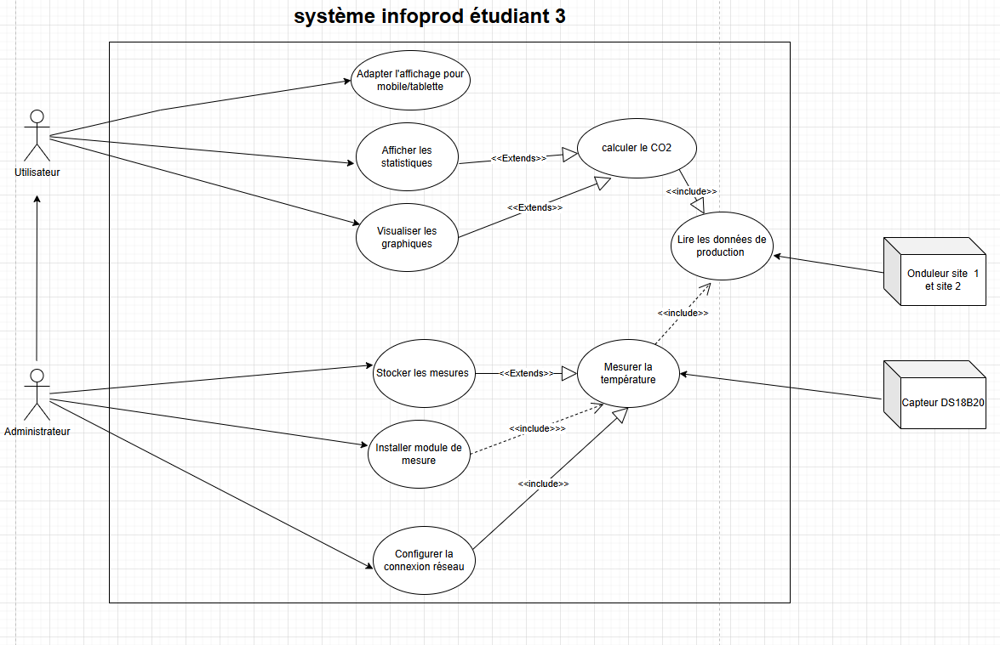 système infoprod étudiant 3
Adapter l'affichage pour
mobile/tablette
Utilisateur
Afficher les
statistiques
<<Extends>>
calculer le CO2
<<include>>
<<Extends>>
Visualiser les
graphiques
Lire les données de
production
Onduleur site 1
et site 2
<<include>>
Stocker les mesures
<<Extends>>
Mesurer la
température
Capteur DS18B20
Administrateur
<<include>>>
Installer module de
mesure
<<include>>
Configurer la
connexion réseau